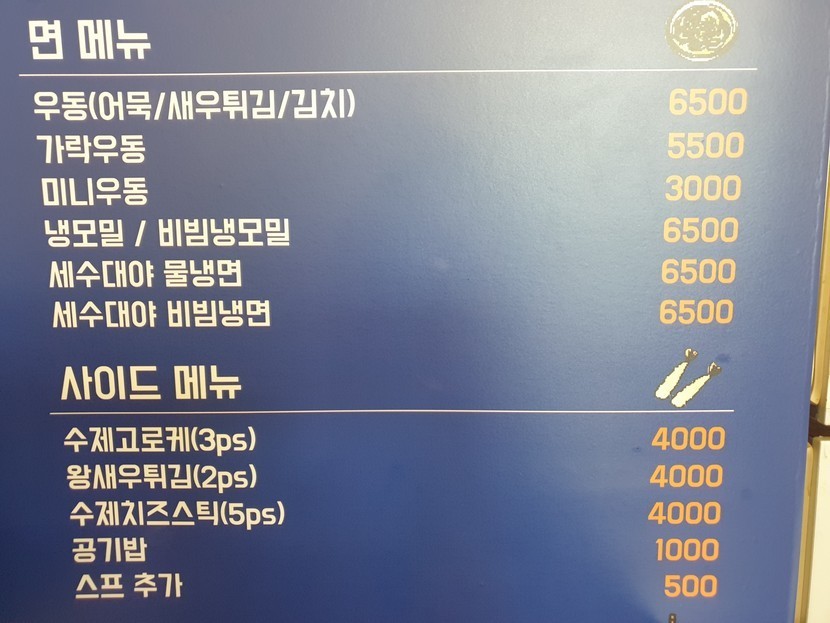 면 메뉴
우동(어묵/새우튀김/김치) 6500
가락우동 5500
미니우동 3000
냉모밀 / 비빔냉모밀 6500
세수대야 물냉면 6500
세수대야 비빔냉면 6500
사이드 메뉴
수제고로케(3ps) 4000
왕새우튀김(2ps) 4000
수제치즈스틱(5ps) 4000
공기밥 1000
스프 추가 500